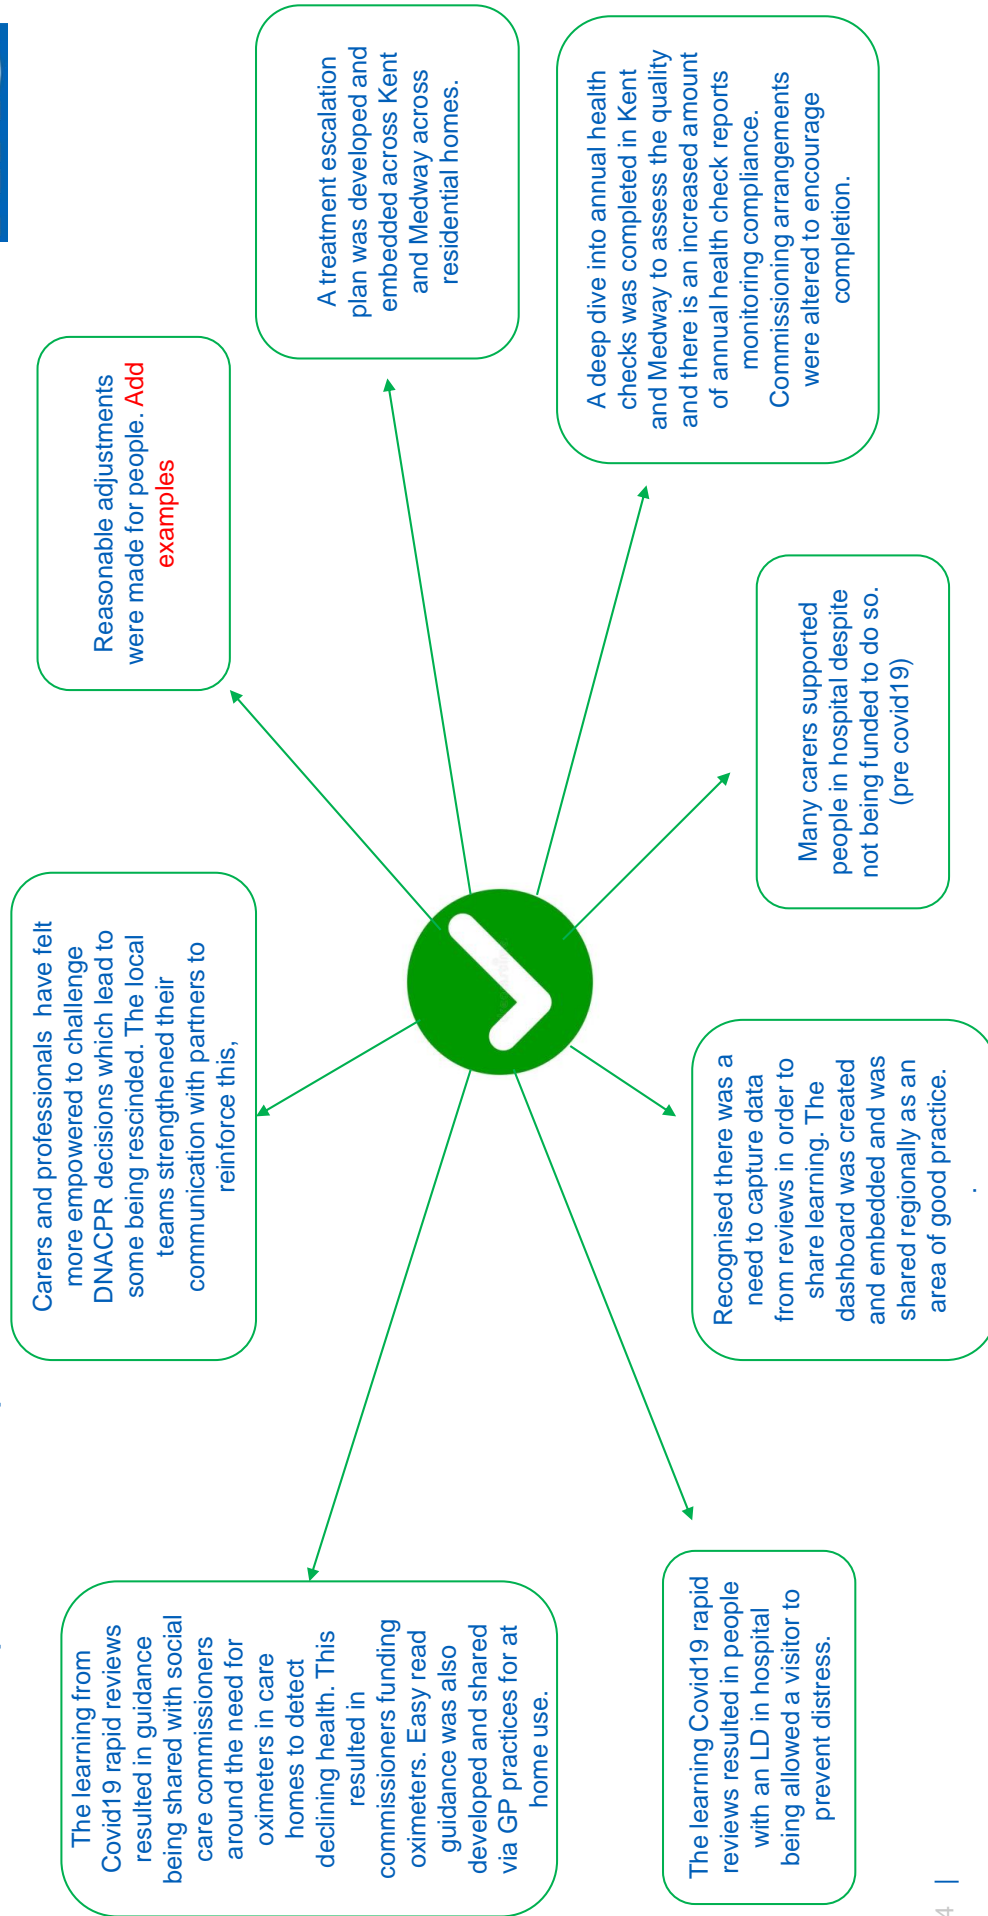 The learning from
Covid19 rapid reviews
resulted in guidance
being shared with social
care commissioners
around the need for
oximeters in care
homes to detect
declining health. This
resulted in
commissioners funding
oximeters. Easy read
guidance was also
developed and shared
via GP practices for at
home use.
Carers and professionals have felt
more empowered to challenge
DNACPR decisions which lead to
some being rescinded. The local
teams strengthened their
communication with partners to
reinforce this,
Reasonable adjustments
were made for people. Add
examples
A treatment escalation
plan was developed and
embedded across Kent
and Medway across
residential homes.
The learning Covid19 rapid
reviews resulted in people
with an LD in hospital
being allowed a visitor to
prevent distress.
Recognised there was a
need to capture data
from reviews in order to
share learning. The
dashboard was created
and embedded and was
shared regionally as an
area of good practice.
.
Many carers supported
people in hospital despite
not being funded to do so.
(pre covid19)
A deep dive into annual health
checks was completed in Kent
and Medway to assess the quality
and there is an increased amount
of annual health check reports
monitoring compliance.
Commissioning arrangements
were altered to encourage
completion.
4 |